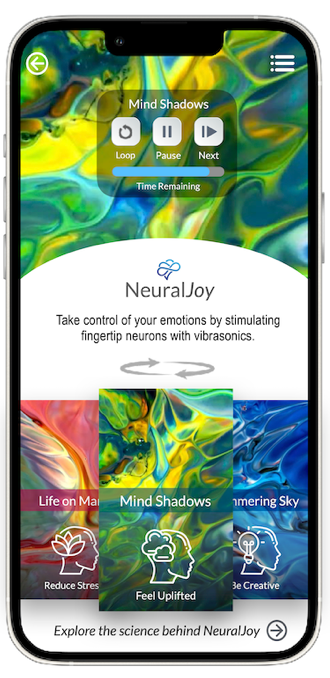 Mind Shadows
Loop
Pause
Next
Time Remaining
NeuralJoy
Take control of your emotions by stimulating
fingertip neurons with vibrasonics.
Life on Ma
Mind Shadows
mmering Sky
Reduce Stres
Feel Uplifted
Be Creative
Explore the science behind NeuralJoy